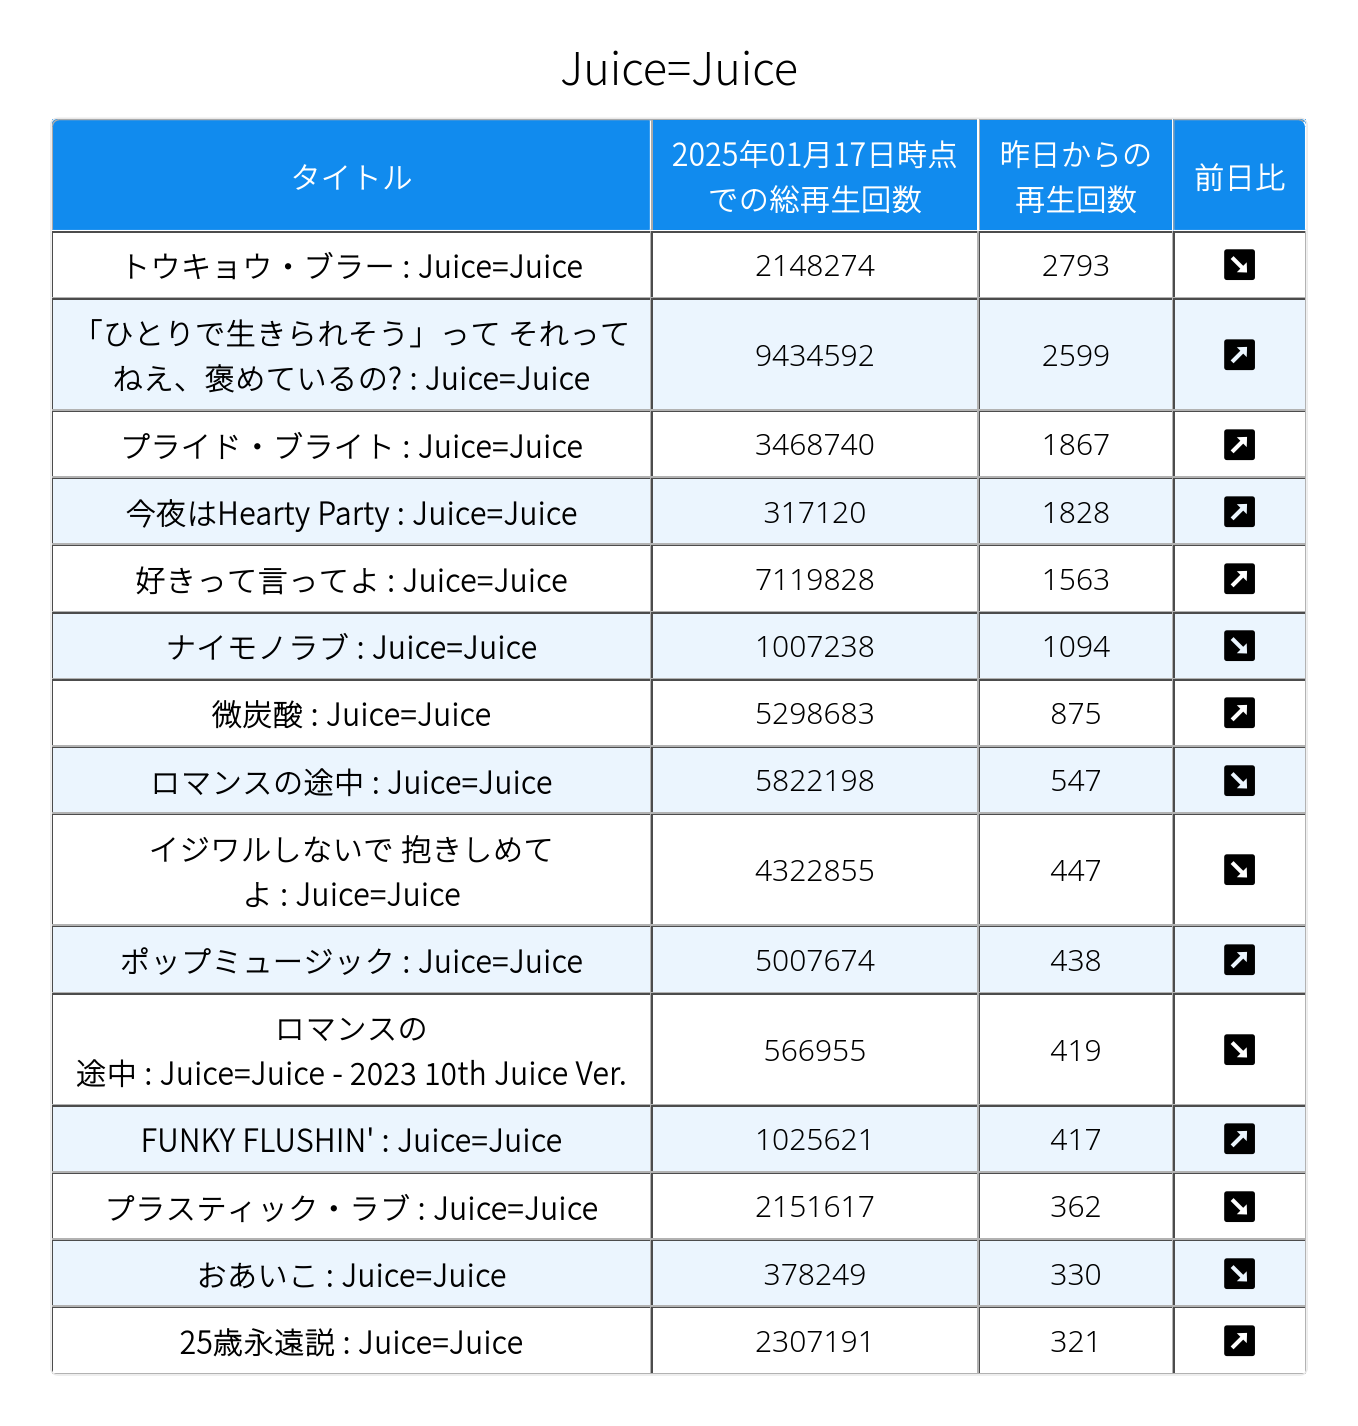 Juice=Juice
タイトル
2025年01月17日時点
での総再生回数
昨日からの
再生回数
前日比
トウキョウ・ブラー : Juice=Juice 2148274 2793
「ひとりで生きられそう」って それって
ねえ、褒めているの? : Juice=Juice 9434592 2599
プライド・ブライト : Juice=Juice 3468740 1867
今夜はHearty Party : Juice=Juice 317120 1828
好きって言ってよ : Juice=Juice 7119828 1563
ナイモノラブ : Juice=Juice 1007238 1094
微炭酸 : Juice=Juice 5298683 875
ロマンスの途中 : Juice=Juice 5822198 547
イジワルしないで 抱きしめて
よ : Juice=Juice 4322855 447
ポップミュージック : Juice=Juice 5007674 438
ロマンスの
途中 : Juice=Juice - 2023 10th Juice Ver. 566955 419
FUNKY FLUSHIN' : Juice=Juice 1025621 417
プラスティック・ラブ : Juice=Juice 2151617 362
おあいこ : Juice=Juice 378249 330
25歳永遠説 : Juice=Juice 2307191 321